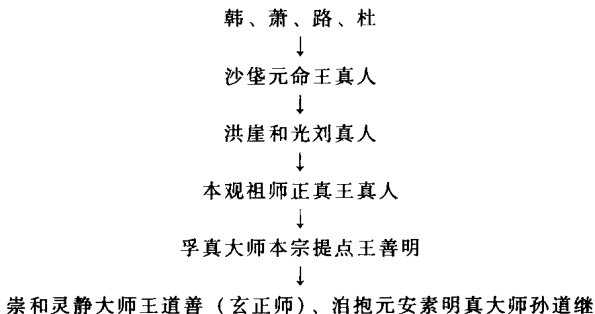 韩、萧、路、杜
↓
沙堡元命王真人
↓
洪崖和光刘真人
↓
本观祖师正真王真人
↓
孚真大师本宗提点王善明
↓
崇和灵静大师王道善（玄正师）、洎抱元安素明真大师孙道继